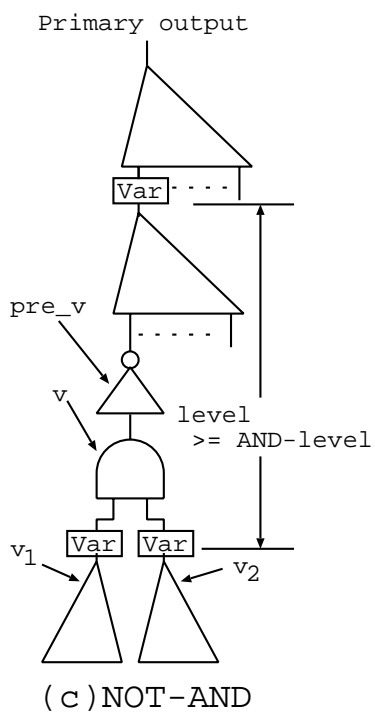 Primary output
Var
pre_v
v
level
>= AND-level
Var
Var
v1
v2
(c)NOT-AND